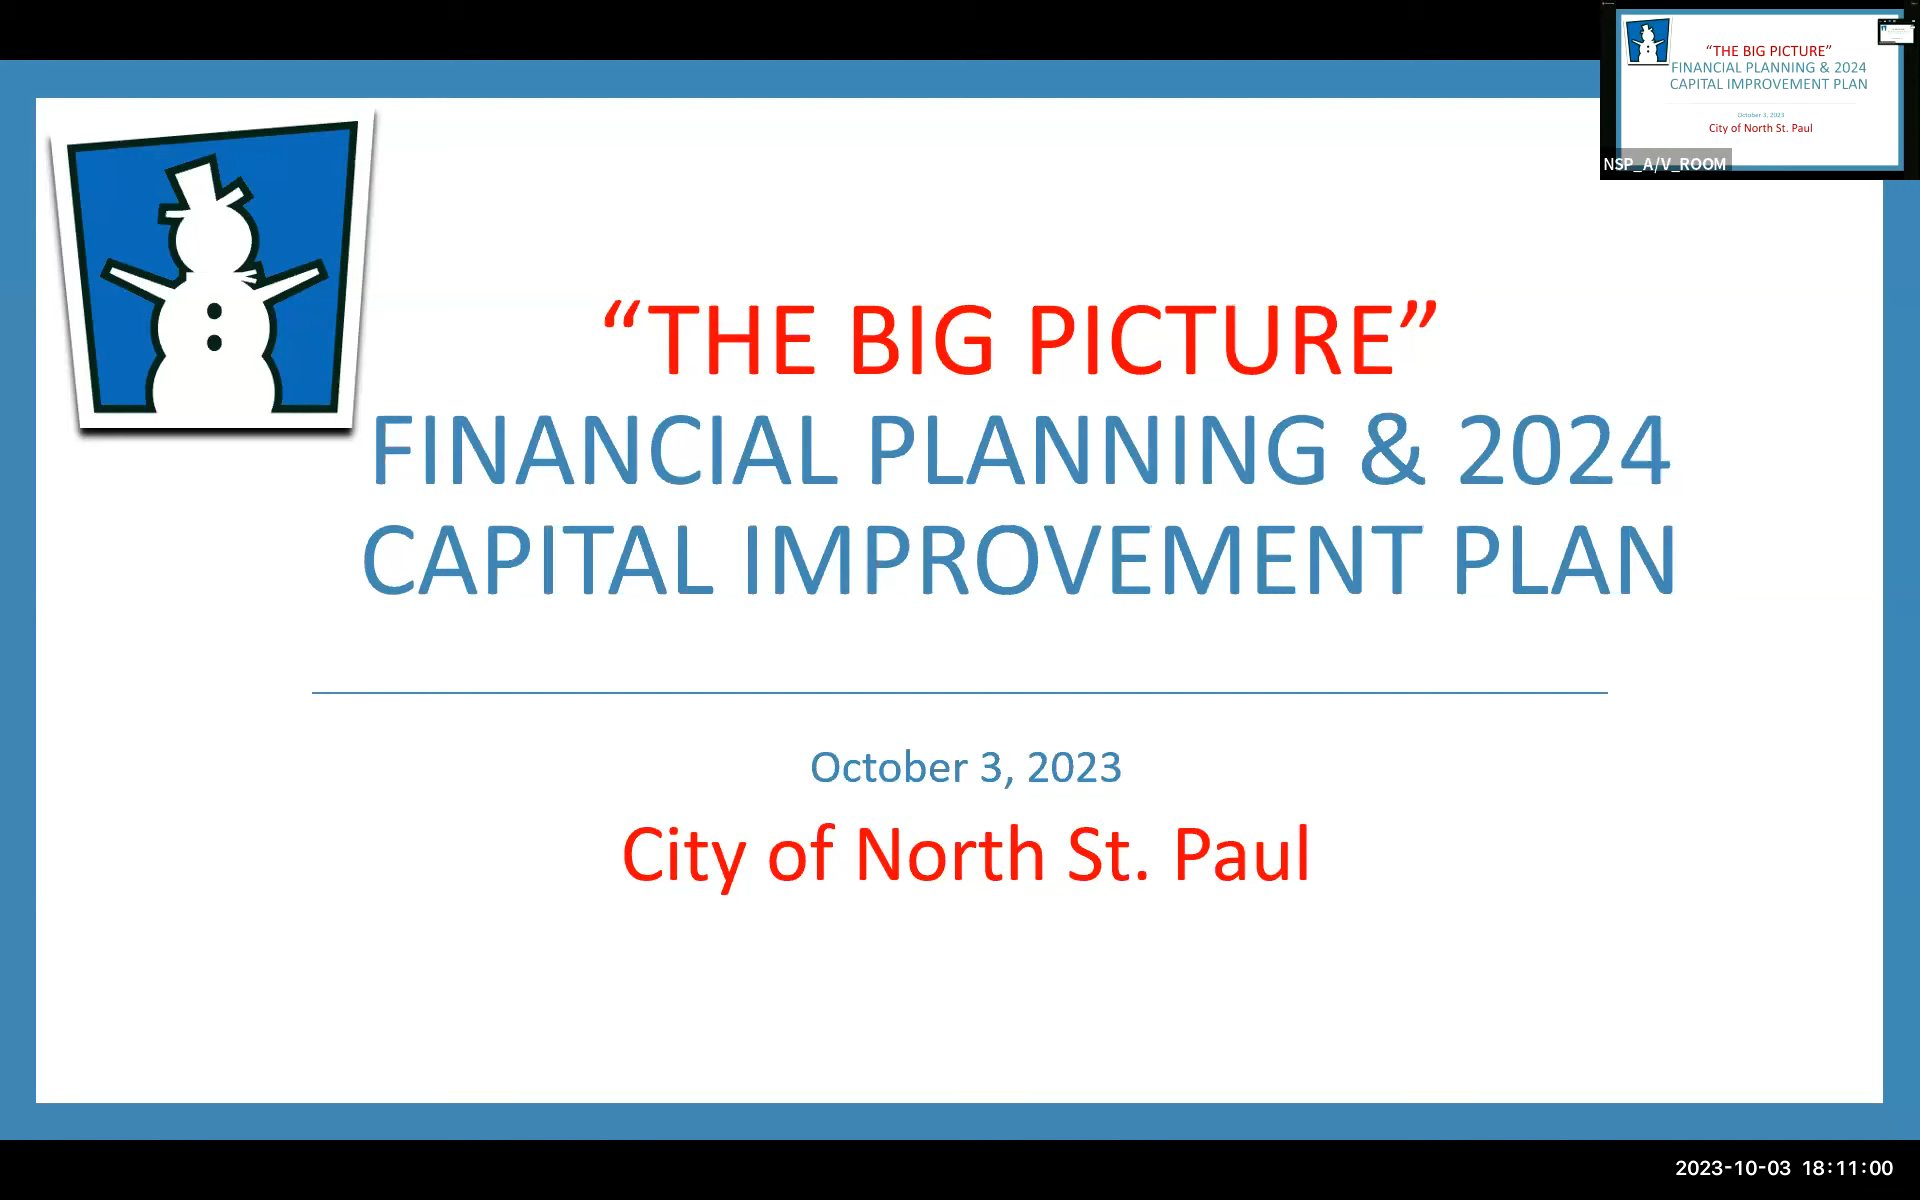 “THE BIG PICTURE”
FINANCIAL PLANNING & 2024
CAPITAL IMPROVEMENT PLAN
October 3, 2023
City of North St. Paul
“THE BIG PICTURE”
FINANCIAL PLANNING & 2024
CAPITAL IMPROVEMENT PLAN
October 3, 2023
City of North St. Paul
NSP_A/V_ROOM
2023-10-03 18:11:00